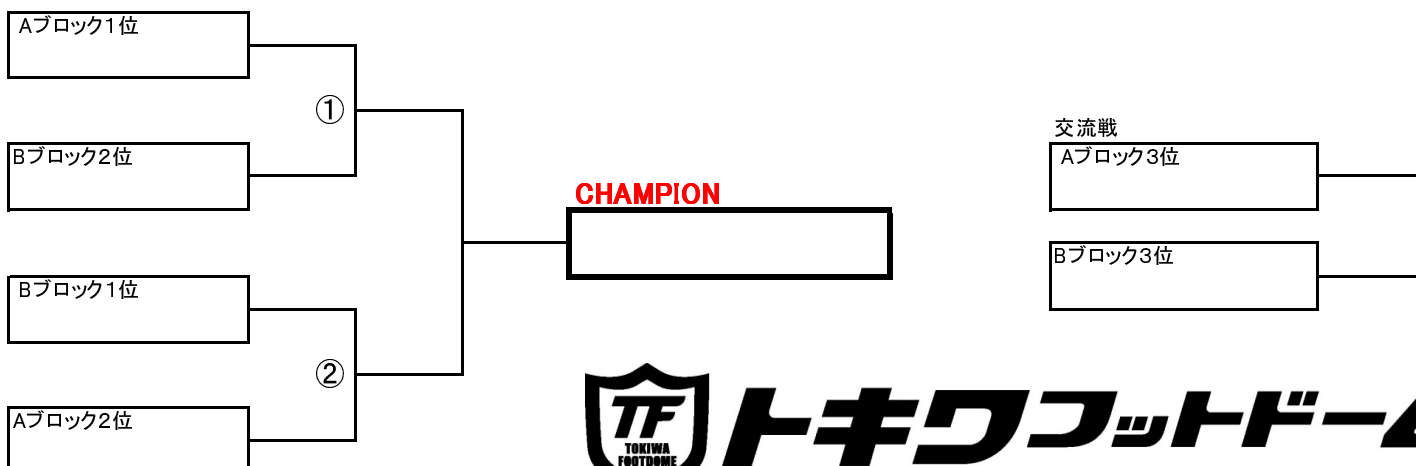 Aブロック1位
①
Bブロック2位
CHAMPION
Bブロック1位
②
Aブロック2位
交流戦
Aブロック3位
Bブロック3位
TF
TOKIWA
FOOTDOME
トキワフットドーム